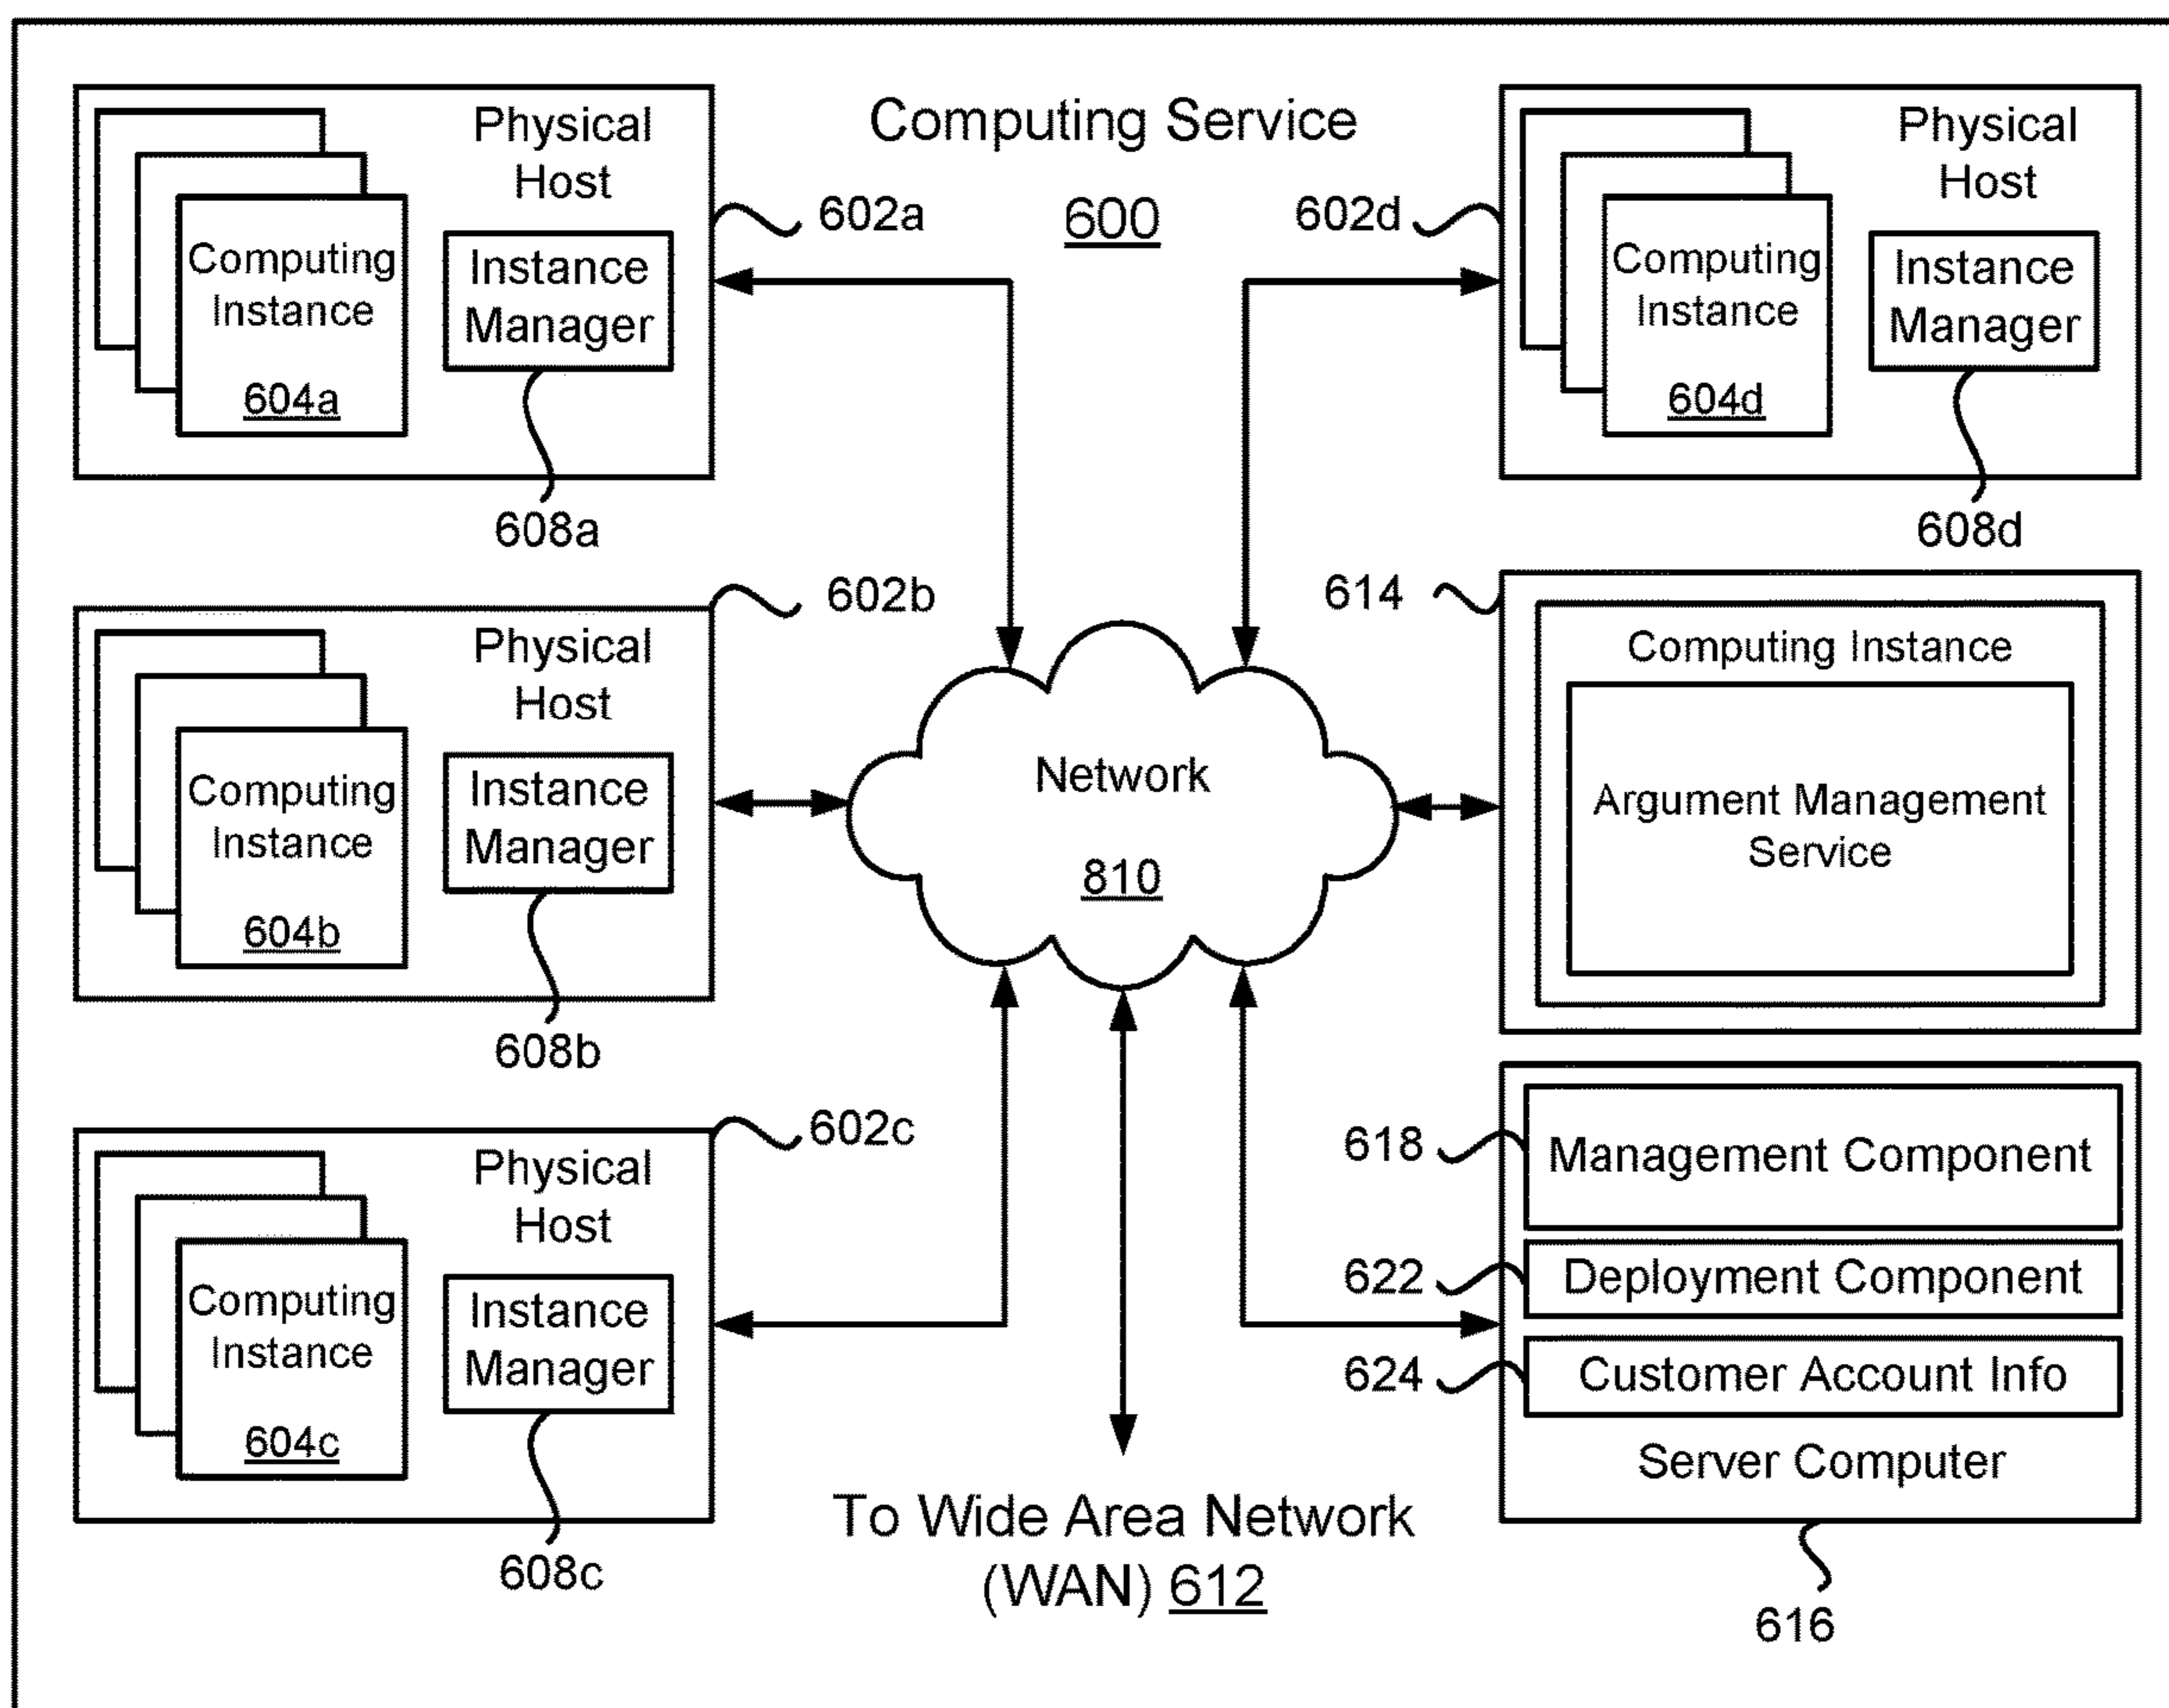 Computing Service
600
Physical
Host
Computing
Instance
604a
Instance
Manager
602a
608a
Physical
Host
Computing
Instance
604b
Instance
Manager
602b
608b
Physical
Host
Computing
Instance
604c
Instance
Manager
602c
608c
Network
810
To Wide Area Network
(WAN) 612
602d
Physical
Host
Computing
Instance
604d
Instance
Manager
608d
614
Computing Instance
Argument Management
Service
618
Management Component
622
Deployment Component
624
Customer Account Info
Server Computer
616